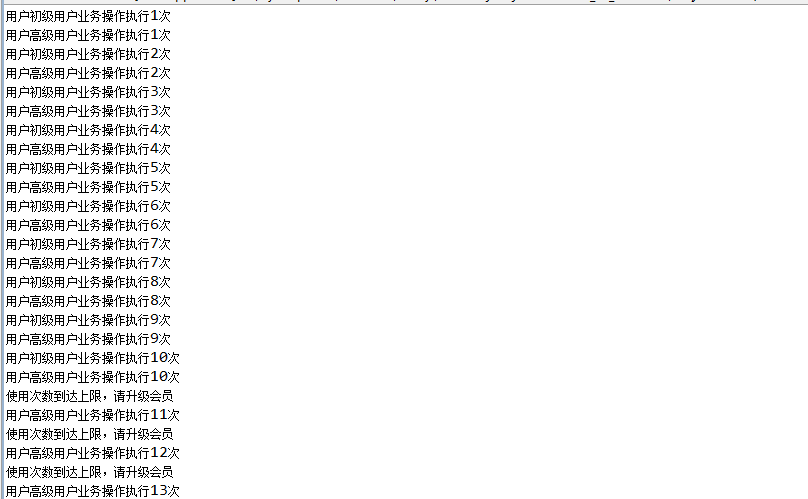 用户初级用户业务操作执行1次
用户高级用户业务操作执行1次
用户初级用户业务操作执行2次
用户高级用户业务操作执行2次
用户初级用户业务操作执行3次
用户高级用户业务操作执行3次
用户初级用户业务操作执行4次
用户高级用户业务操作执行4次
用户初级用户业务操作执行5次
用户高级用户业务操作执行5次
用户初级用户业务操作执行6次
用户高级用户业务操作执行6次
用户初级用户业务操作执行7次
用户高级用户业务操作执行7次
用户初级用户业务操作执行8次
用户高级用户业务操作执行8次
用户初级用户业务操作执行9次
用户高级用户业务操作执行9次
用户初级用户业务操作执行10次
用户高级用户业务操作执行10次
使用次数到达上限，请升级会员
用户高级用户业务操作执行11次
使用次数到达上限，请升级会员
用户高级用户业务操作执行12次
使用次数到达上限，请升级会员
用户高级用户业务操作执行13次